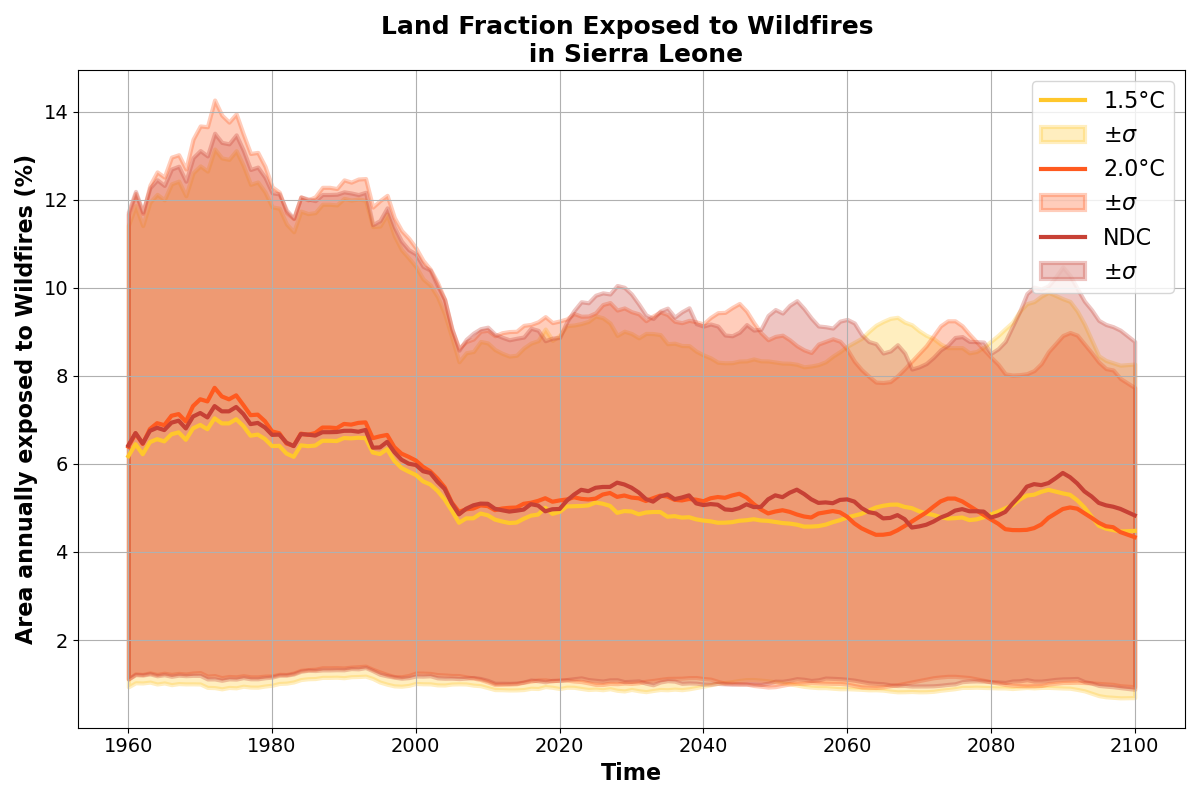 Land Fraction Exposed to Wildfires
in Sierra Leone
Area annually exposed to Wildfires (%)
14
12
10
8
6
4
2
1.5°C
±σ
2.0°C
±σ
NDC
±σ
1960 1980 2000 2020 2040 2060 2080 2100
Time